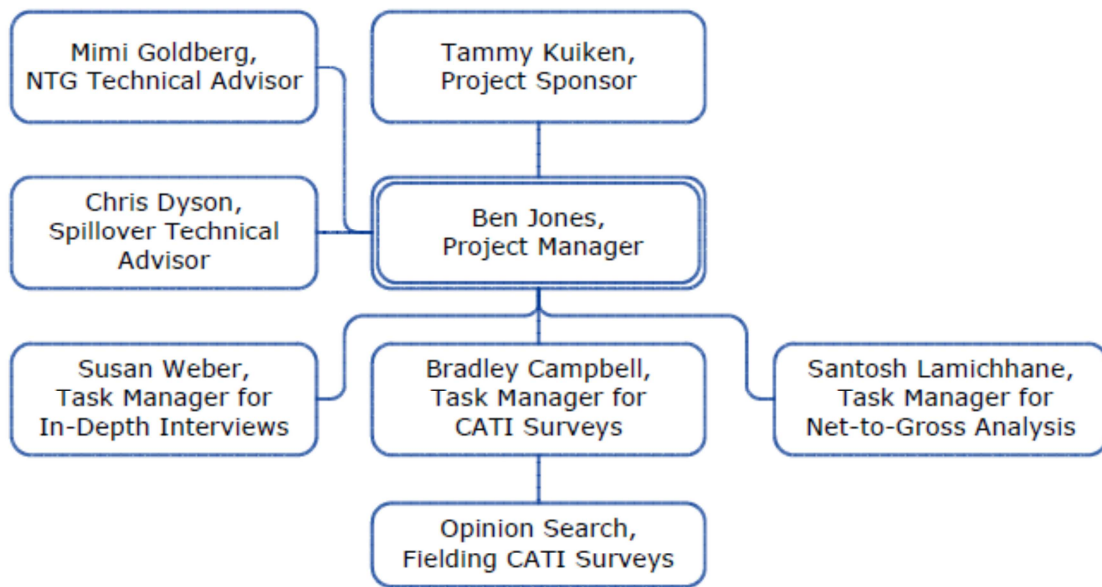 Mimi Goldberg,
NTG Technical Advisor
Tammy Kuiken,
Project Sponsor
Chris Dyson,
Spillover Technical
Advisor
Ben Jones,
Project Manager
Susan Weber,
Task Manager for
In-Depth Interviews
Bradley Campbell,
Task Manager for
CATI Surveys
Santosh Lamichhane,
Task Manager for
Net-to-Gross Analysis
Opinion Search,
Fielding CATI Surveys